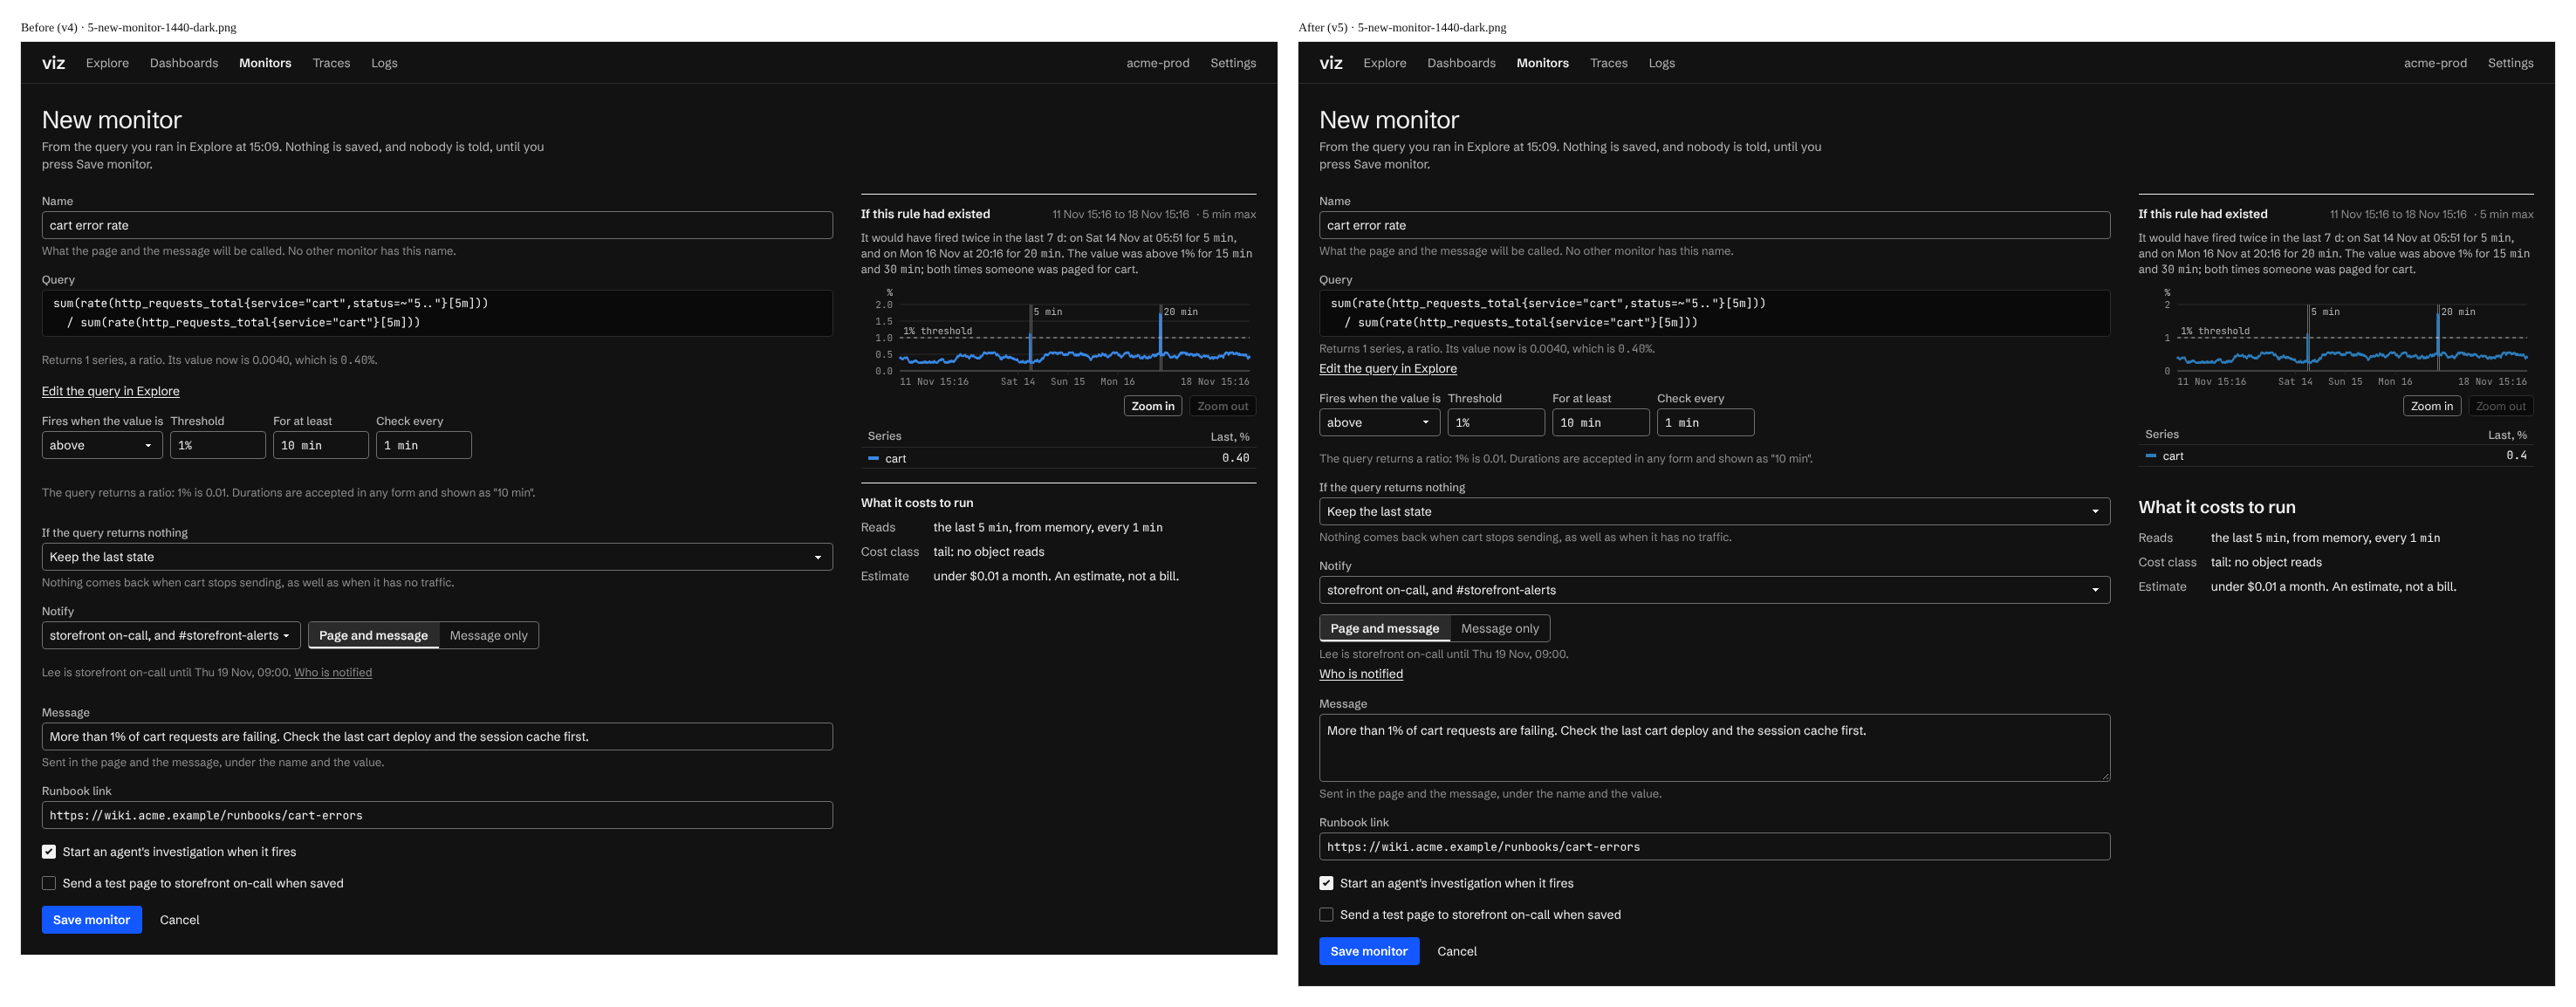 Before (v4) · 5-new-monitor-1440-dark.png
viz Explore Dashboards Monitors Traces Logs acme-prod Settings
New monitor
From the query you ran in Explore at 15:09. Nothing is saved, and nobody is told, until you
press Save monitor.
Name
cart error rate
What the page and the message will be called. No other monitor has this name.
Query
sum(rate(http_requests_total{service="cart",status=~"5.."}[5m]))
/ sum(rate(http_requests_total{service="cart"}[5m]))
Returns 1 series, a ratio. Its value now is 0.0040, which is 0.40%.
Edit the query in Explore
Fires when the value is Threshold For at least Check every
above 1% 10 min 1 min
The query returns a ratio: 1% is 0.01. Durations are accepted in any form and shown as "10 min".
If the query returns nothing
Keep the last state
Nothing comes back when cart stops sending, as well as when it has no traffic.
Notify
storefront on-call, and #storefront-alerts Page and message Message only
Lee is storefront on-call until Thu 19 Nov, 09:00. Who is notified
Message
More than 1% of cart requests are failing. Check the last cart deploy and the session cache first.
Sent in the page and the message, under the name and the value.
Runbook link
https://wiki.acme.example/runbooks/cart-errors
Start an agent's investigation when it fires
Send a test page to storefront on-call when saved
Save monitor Cancel
If this rule had existed 11 Nov 15:16 to 18 Nov 15:16 · 5 min max
It would have fired twice in the last 7 d: on Sat 14 Nov at 05:51 for 5 min,
and on Mon 16 Nov at 20:16 for 20 min. The value was above 1% for 15 min
and 30 min; both times someone was paged for cart.
%
2.0
5 min 20 min
1.5
1% threshold
1.0
0.5
0.0
11 Nov 15:16 Sat 14 Sun 15 Mon 16 18 Nov 15:16
Zoom in Zoom out
Series Last, %
cart 0.40
What it costs to run
Reads the last 5 min, from memory, every 1 min
Cost class tail: no object reads
Estimate under $0.01 a month. An estimate, not a bill.
After (v5) · 5-new-monitor-1440-dark.png
viz Explore Dashboards Monitors Traces Logs acme-prod Settings
New monitor
From the query you ran in Explore at 15:09. Nothing is saved, and nobody is told, until you
press Save monitor.
Name
cart error rate
What the page and the message will be called. No other monitor has this name.
Query
sum(rate(http_requests_total{service="cart",status=~"5.."}[5m]))
/ sum(rate(http_requests_total{service="cart"}[5m]))
Returns 1 series, a ratio. Its value now is 0.0040, which is 0.40%.
Edit the query in Explore
Fires when the value is Threshold For at least Check every
above 1% 10 min 1 min
The query returns a ratio: 1% is 0.01. Durations are accepted in any form and shown as "10 min".
If the query returns nothing
Keep the last state
Nothing comes back when cart stops sending, as well as when it has no traffic.
Notify
storefront on-call, and #storefront-alerts
Page and message Message only
Lee is storefront on-call until Thu 19 Nov, 09:00.
Who is notified
Message
More than 1% of cart requests are failing. Check the last cart deploy and the session cache first.
Sent in the page and the message, under the name and the value.
Runbook link
https://wiki.acme.example/runbooks/cart-errors
Start an agent's investigation when it fires
Send a test page to storefront on-call when saved
Save monitor Cancel
If this rule had existed 11 Nov 15:16 to 18 Nov 15:16 · 5 min max
It would have fired twice in the last 7 d: on Sat 14 Nov at 05:51 for 5 min,
and on Mon 16 Nov at 20:16 for 20 min. The value was above 1% for 15 min
and 30 min; both times someone was paged for cart.
%
2
5 min 20 min
1% threshold
1
0
11 Nov 15:16 Sat 14 Sun 15 Mon 16 18 Nov 15:16
Zoom in Zoom out
Series Last, %
cart 0.4
What it costs to run
Reads the last 5 min, from memory, every 1 min
Cost class tail: no object reads
Estimate under $0.01 a month. An estimate, not a bill.